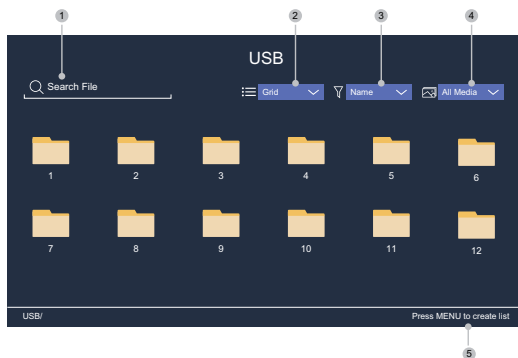 1 2 3 4
USB
Search File Grid Name All Media
1 2 3 4 5 6
7 8 9 10 11 12
USB/ Press MENU to create list
5